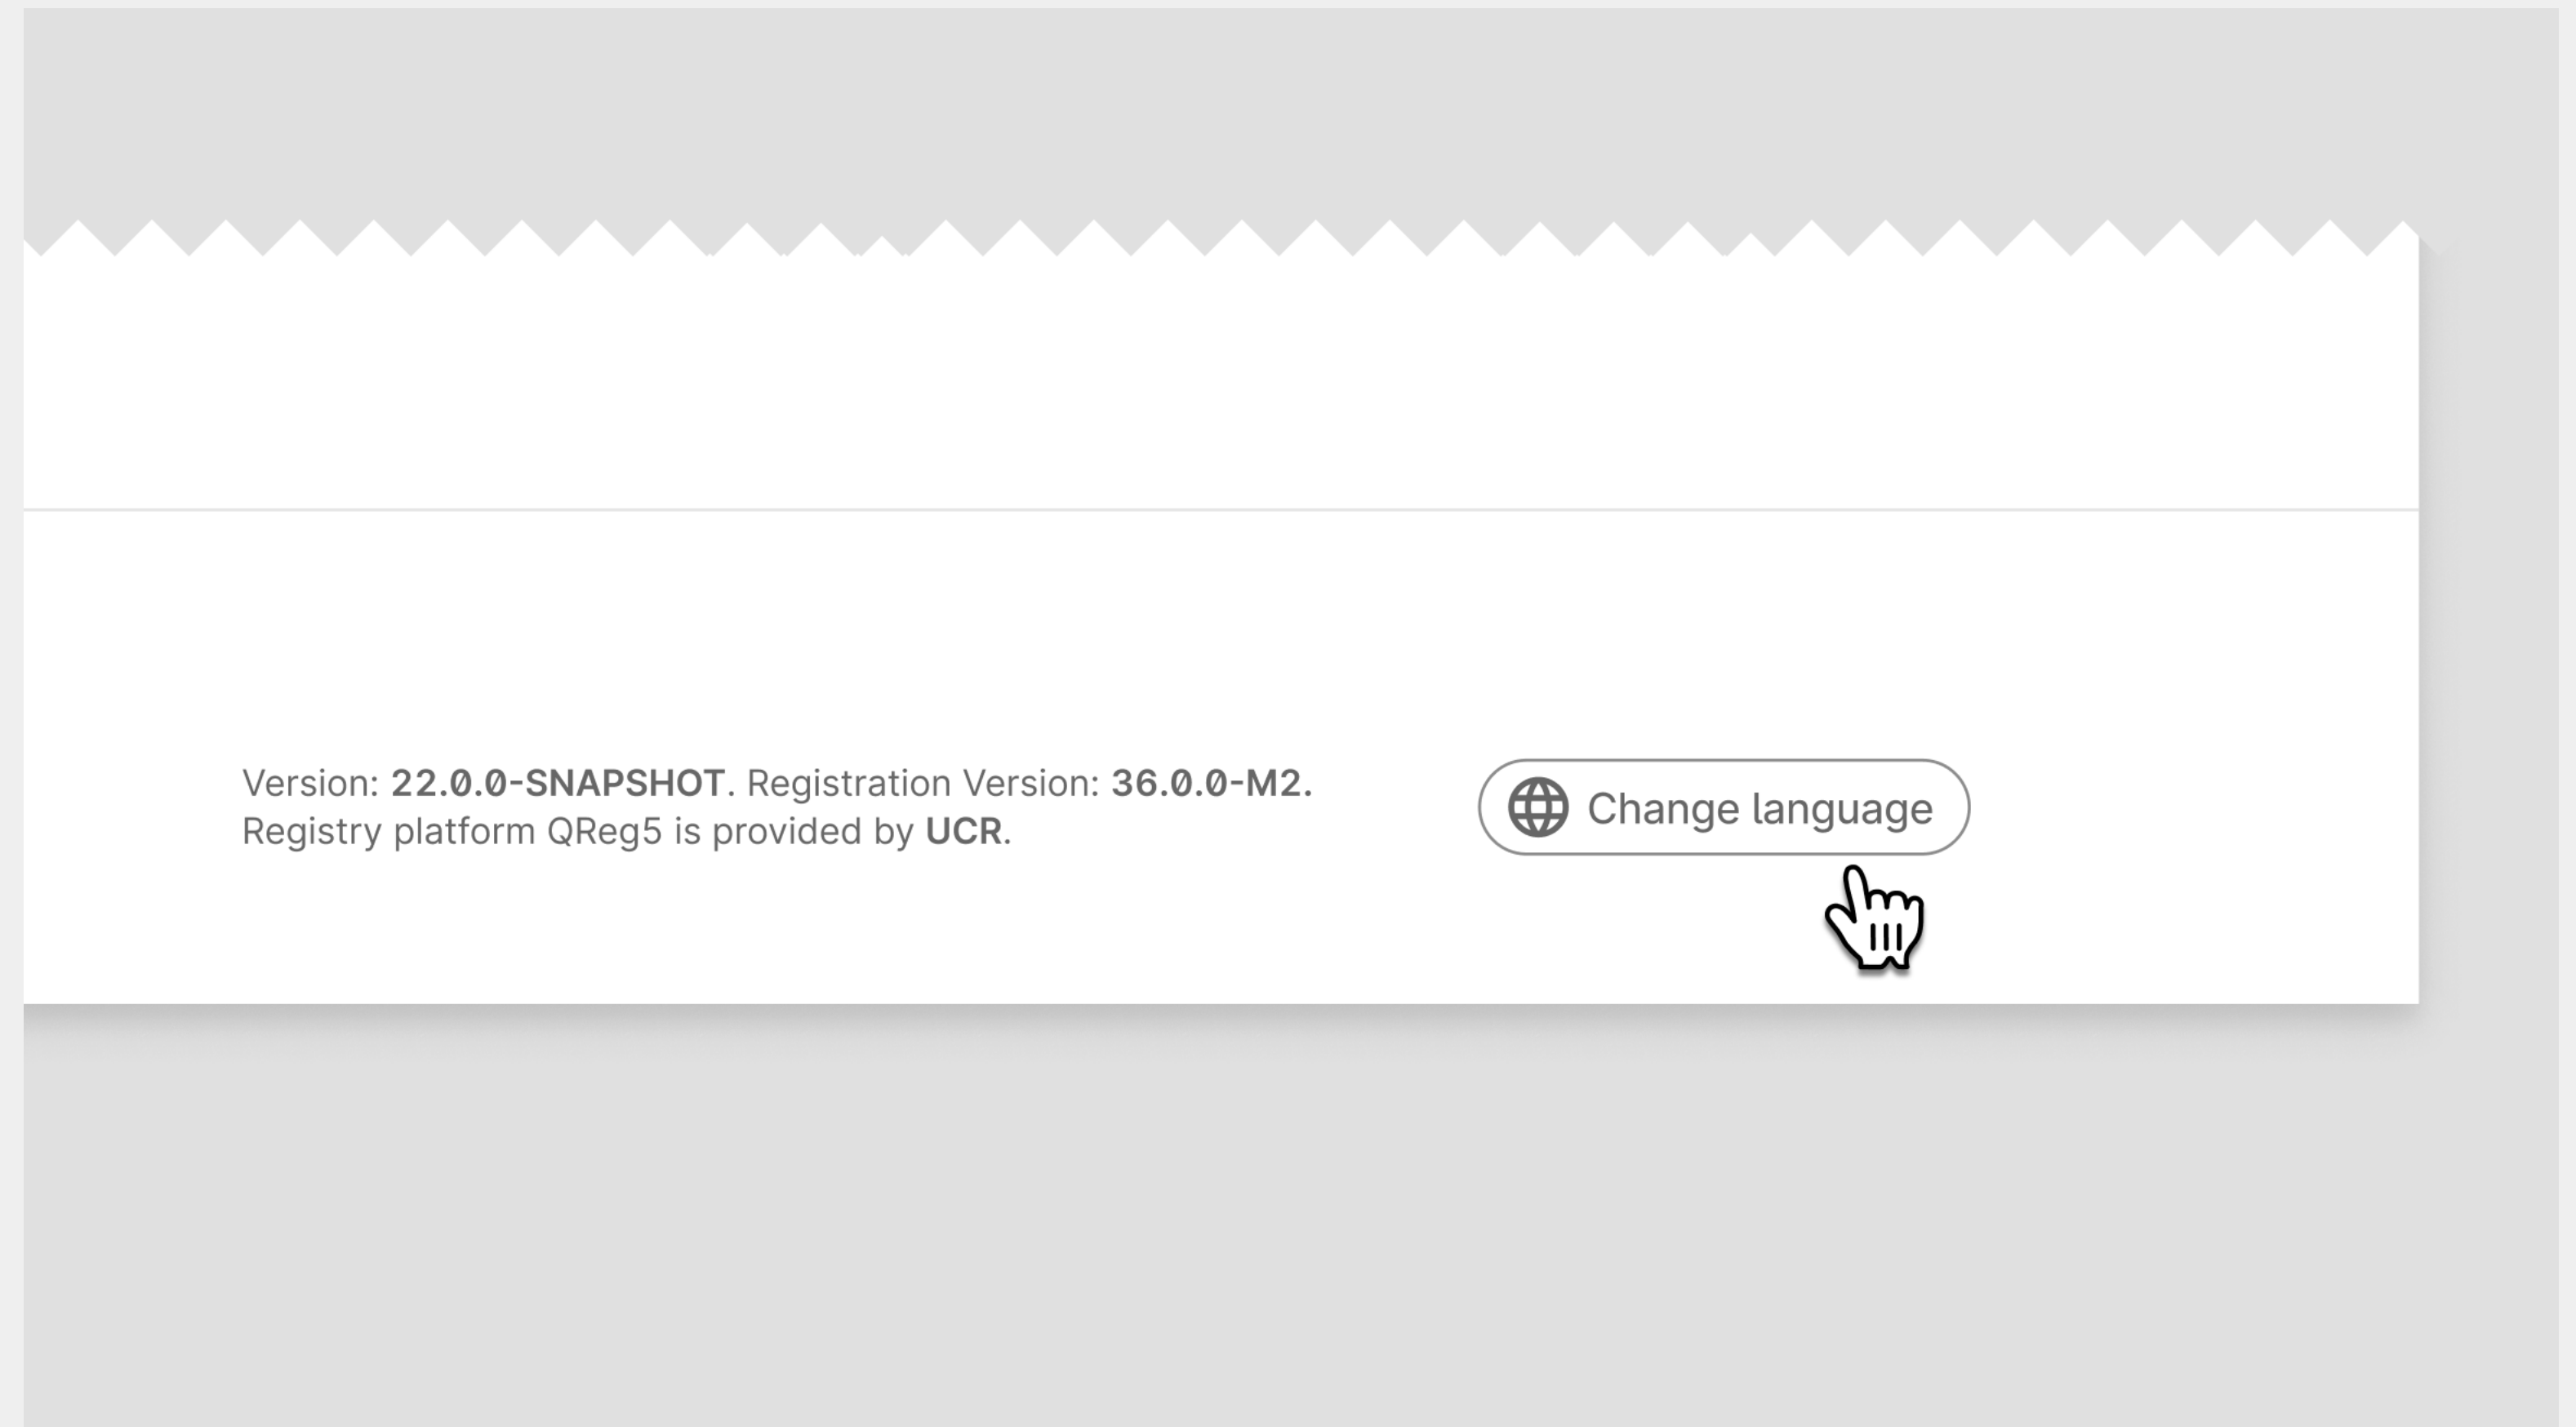 Version: 22.0.0-SNAPSHOT. Registration Version: 36.0.0-M2.
Registry platform QReg5 is provided by UCR.
Change language